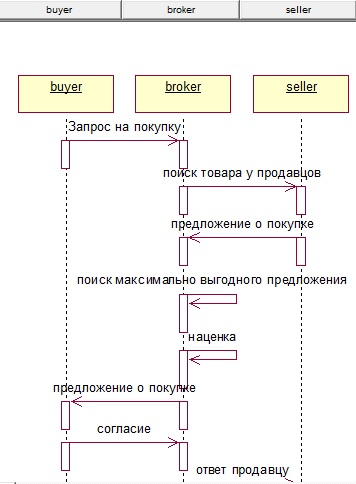 buyer broker seller
buyer broker seller
Запрос на покупку
поиск товара у продавцов
предложение о покупке
поиск максимально выгодного предложения
наценка
предложение о покупке
согласие
ответ продавцу